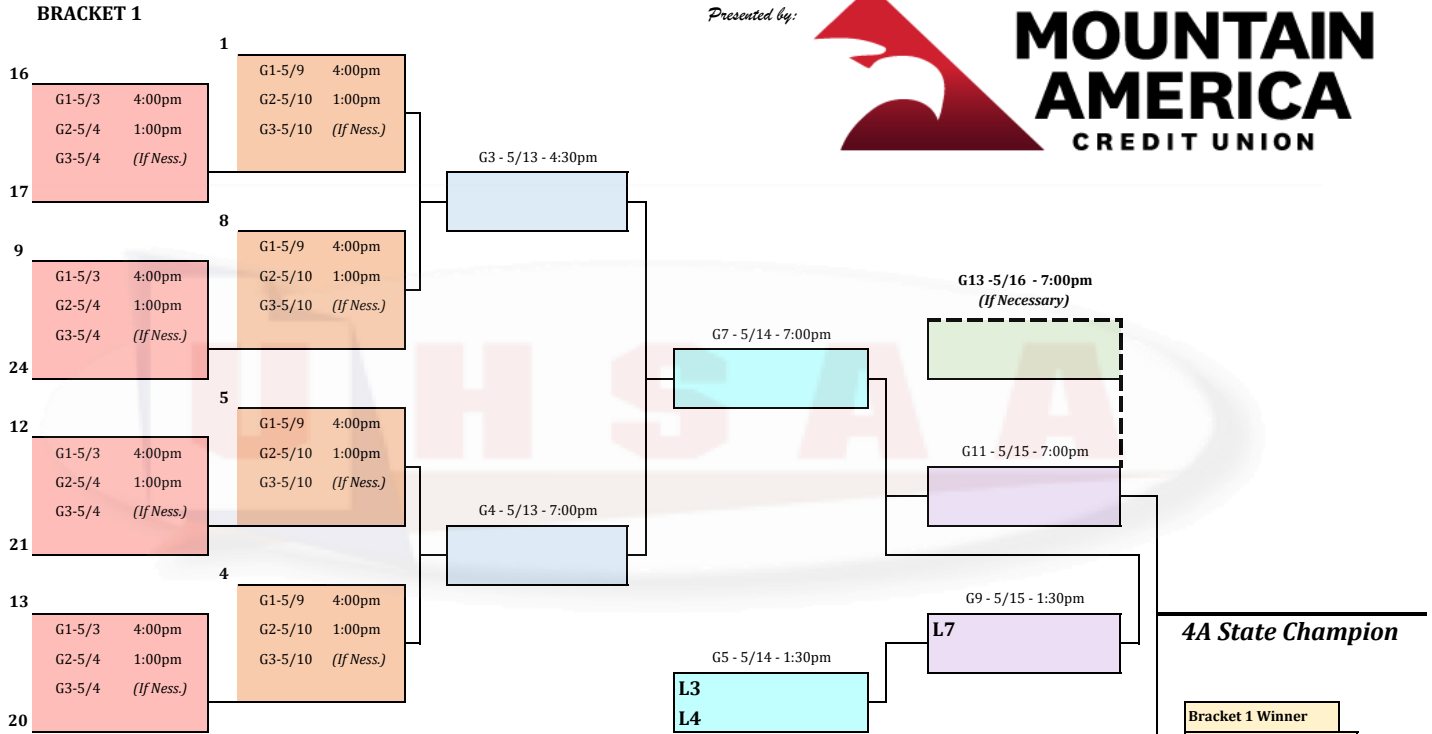 BRACKET 1
Presented by:
MOUNTAIN
AMERICA
CREDIT UNION
16
G1-5/3 4:00pm
G2-5/4 1:00pm
G3-5/4 (If Ness.)
17
1
G1-5/9 4:00pm
G2-5/10 1:00pm
G3-5/10 (If Ness.)
9
G1-5/3 4:00pm
G2-5/4 1:00pm
G3-5/4 (If Ness.)
24
8
G1-5/9 4:00pm
G2-5/10 1:00pm
G3-5/10 (If Ness.)
12
G1-5/3 4:00pm
G2-5/4 1:00pm
G3-5/4 (If Ness.)
21
5
G1-5/9 4:00pm
G2-5/10 1:00pm
G3-5/10 (If Ness.)
13
G1-5/3 4:00pm
G2-5/4 1:00pm
G3-5/4 (If Ness.)
20
4
G1-5/9 4:00pm
G2-5/10 1:00pm
G3-5/10 (If Ness.)
G3 - 5/13 - 4:30pm
G4 - 5/13 - 7:00pm
G7 - 5/14 - 7:00pm
G5 - 5/14 - 1:30pm
L3
L4
G13 -5/16 - 7:00pm
(If Necessary)
G11 - 5/15 - 7:00pm
G9 - 5/15 - 1:30pm
L7
4A State Champion
Bracket 1 Winner
UHSAA